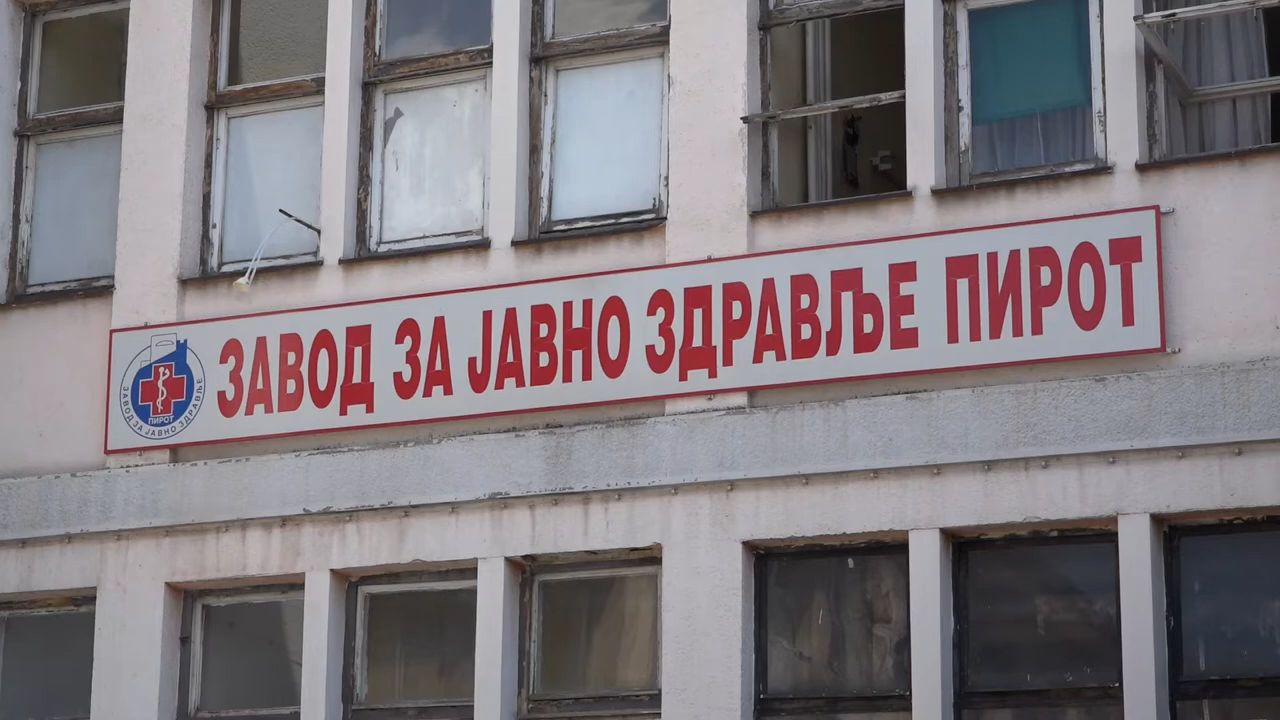 ЗАВОД ЗА ЈАВНО ЗДРАВЉЕ ПИРОТ
ПИРОТ
ЗАВОД ЗА ЈАВНО ЗДРАВЉЕ